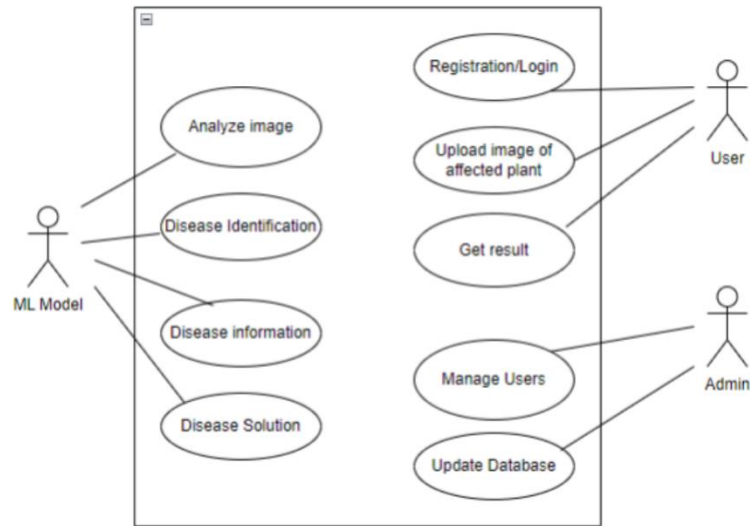 Registration/Login
Analyze image
Upload image of
affected plant
User
Disease Identification
Get result
ML Model
Disease information
Manage Users
Admin
Disease Solution
Update Database